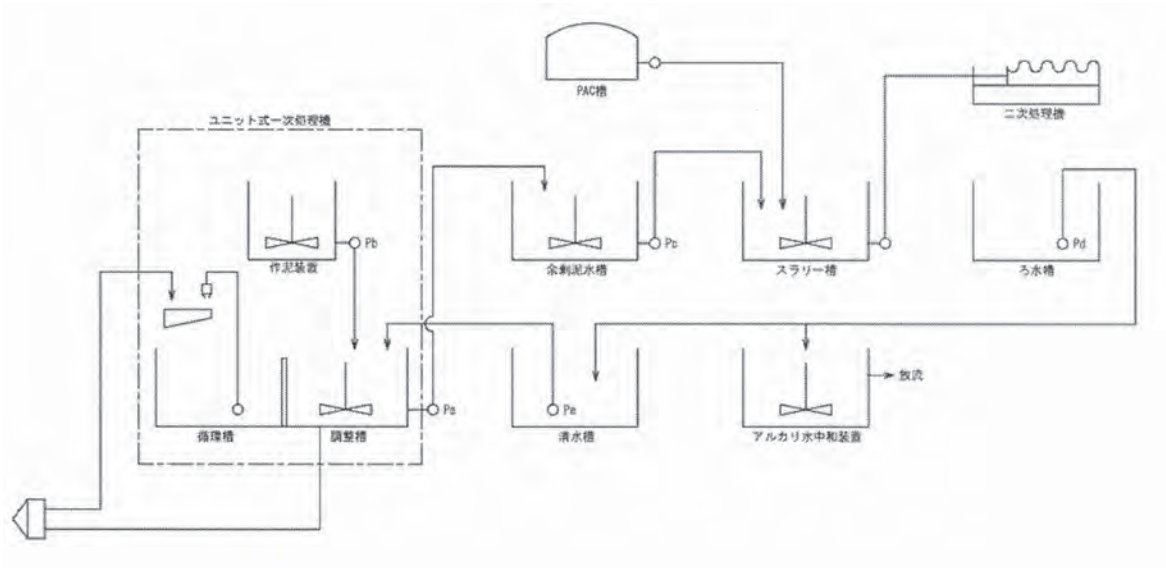 PAC槽
二次処理機
ユニット式一次処理機
Pb
作泥装置
Pc
余剰泥水槽
スラリー槽
Pd
ろ水槽
Pa
循環槽
調整槽
Pe
清水槽
放流
アルカリ水中和装置